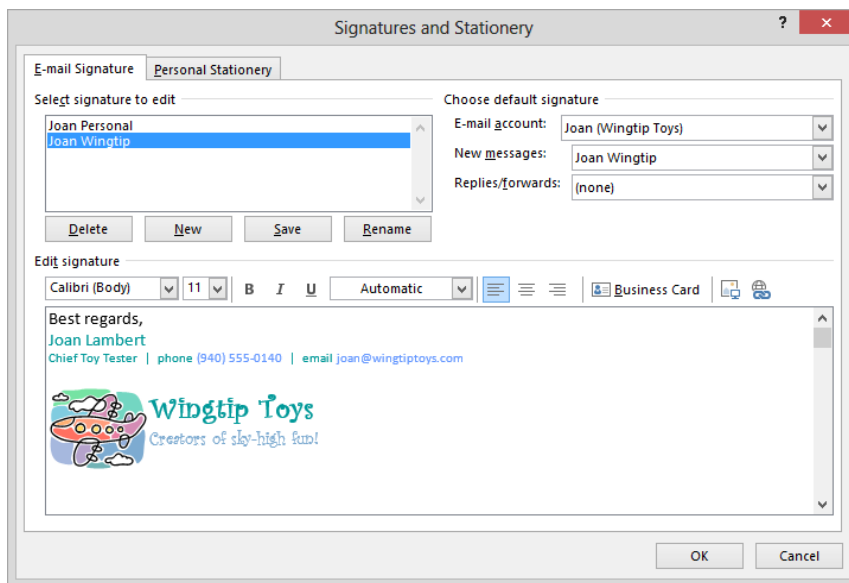 Signatures and Stationery
?
E-mail Signature
Personal Stationery
Select signature to edit
Joan Personal
Joan Wingtip
Delete
New
Save
Rename
Choose default signature
E-mail account:
Joan (Wingtip Toys)
New messages:
Joan Wingtip
Replies/forwards:
(none)
Edit signature
Calibri (Body)
11
B
I
U
Automatic
Business Card
Best regards,
Joan Lambert
Chief Toy Tester | phone (940) 555-0140 | email joan@wingtiptoys.com
Wingtip Toys
Creators of sky-high fun!
OK
Cancel